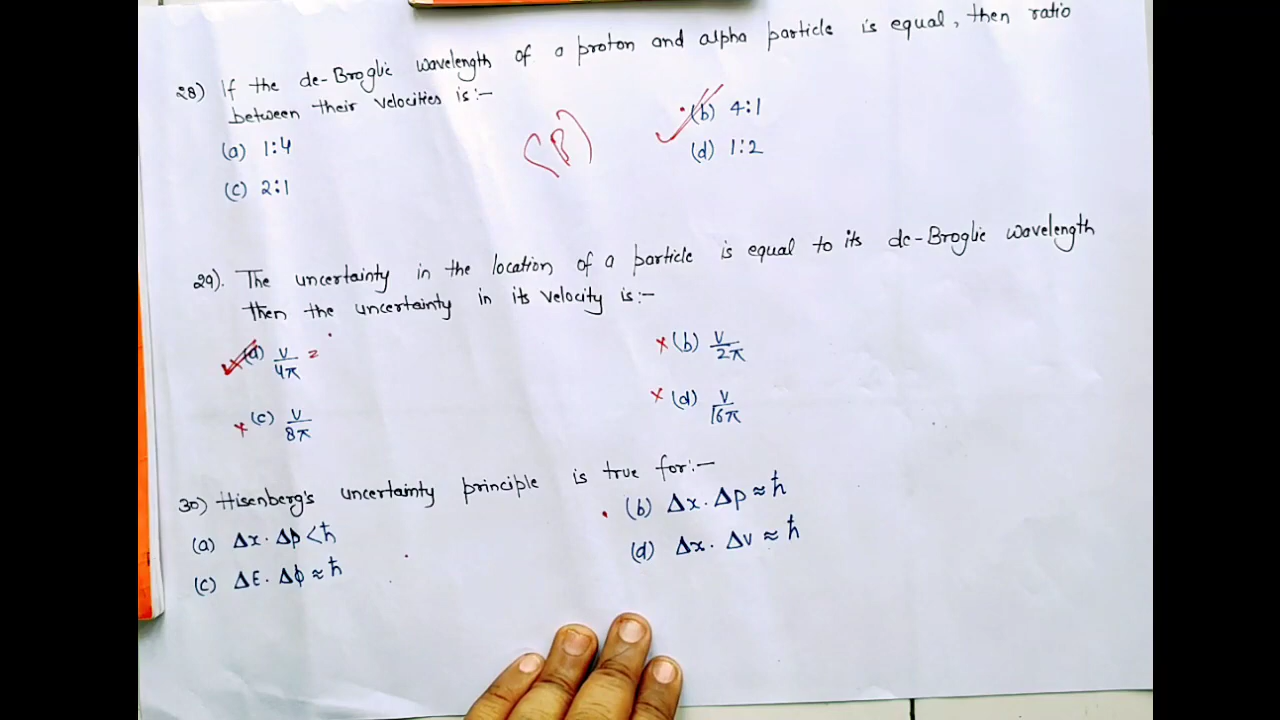 28) If the de-Broglie wavelength of a proton and alpha particle is equal, then ratio
between their velocities is:-
(a) 1:4 (b) 4:1
(B)
(c) 2:1 (d) 1:2
29). The uncertainty in the location of a particle is equal to its de-Broglie wavelength
then the uncertainty in its velocity is:-
(a) v/4π = (b) v/2π
(c) v/8π (d) v/16π
30) Hisenberg's uncertainty principle is true for:-
(a) Δx. Δp < ħ (b) Δx. Δp ≈ ħ
(c) ΔE. Δϕ ≈ ħ (d) Δx. Δv ≈ ħ